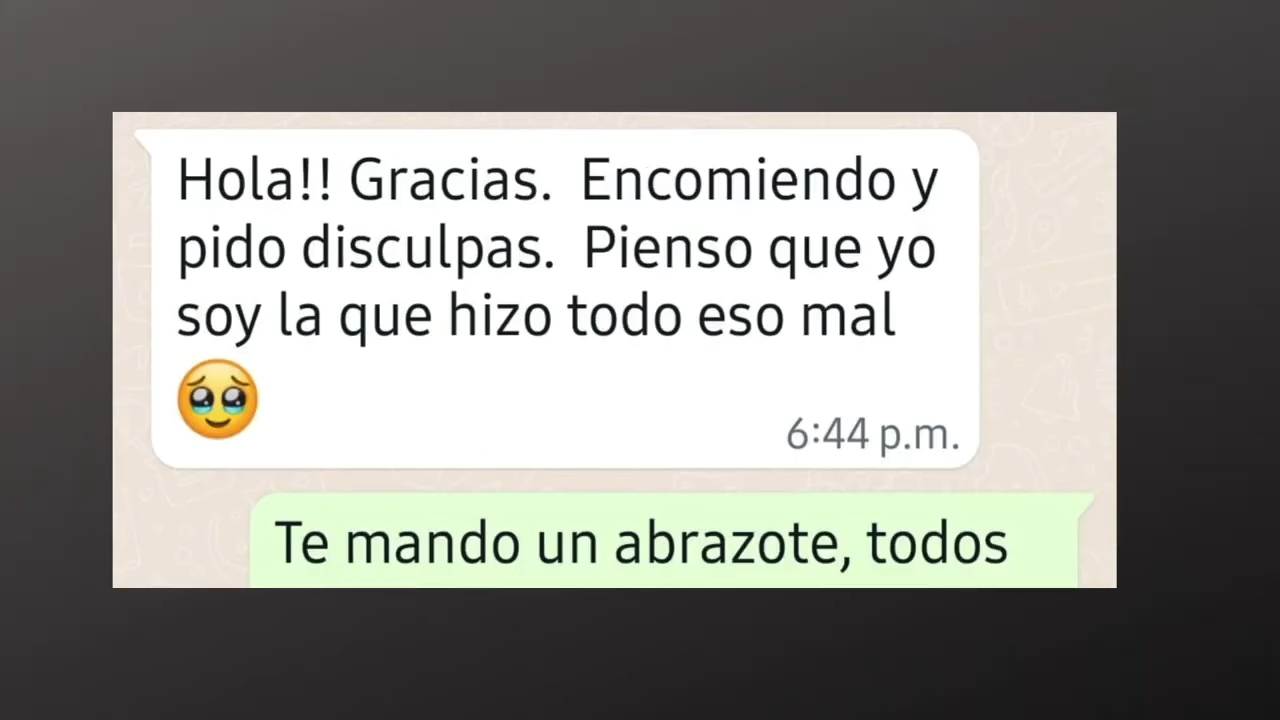 Hola!! Gracias.  Encomiendo y
pido disculpas.  Pienso que yo
soy la que hizo todo eso mal
🥹
6:44 p.m.
Te mando un abrazote, todos